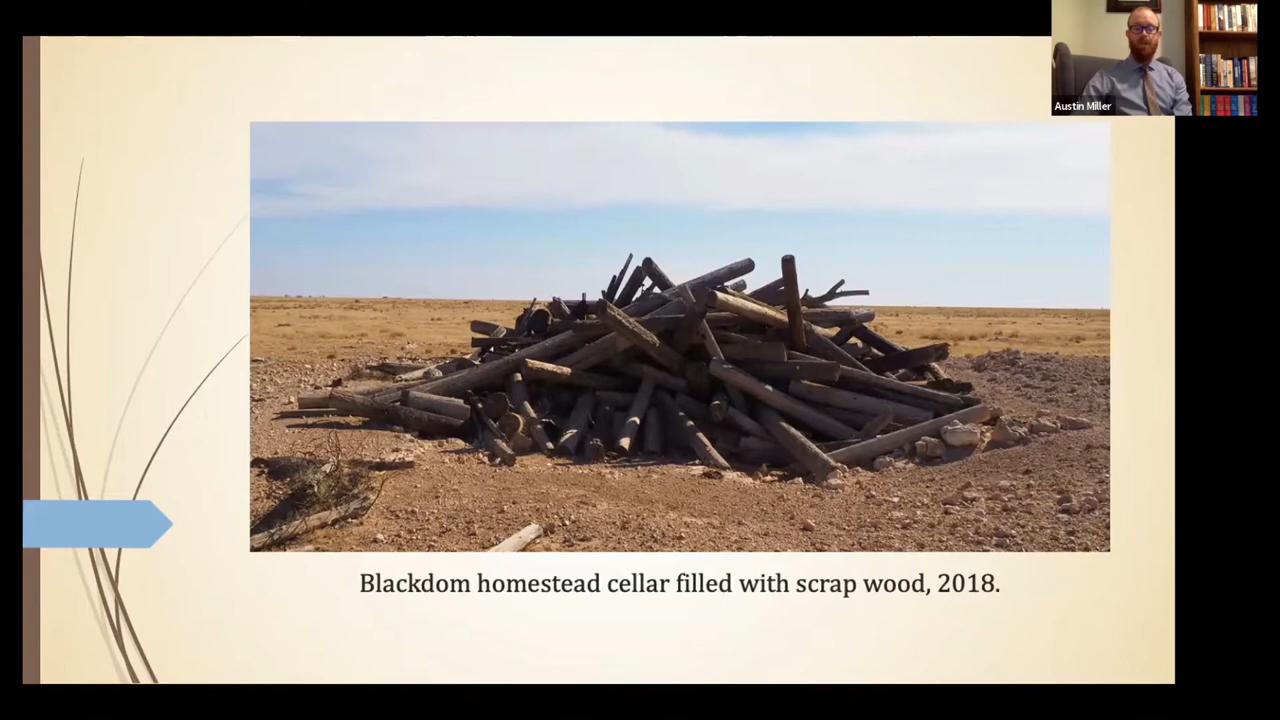 Austin Miller
Blackdom homestead cellar filled with scrap wood, 2018.